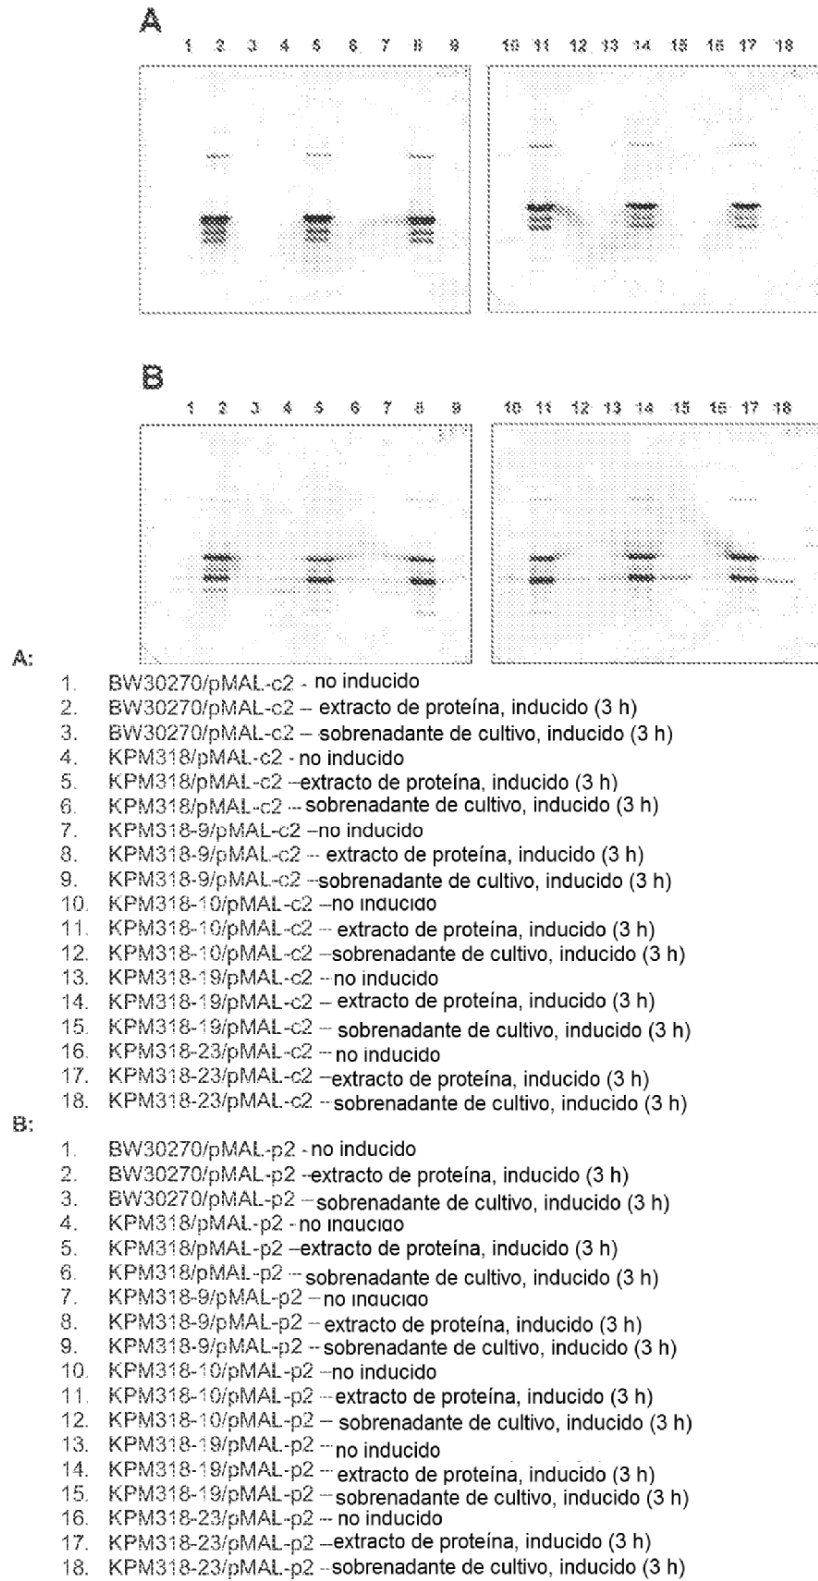 A
1 2 3 4 5 6 7 8 9 10 11 12 13 14 15 16 17 18
B
1 2 3 4 5 6 7 8 9 10 11 12 13 14 15 16 17 18
A:
1. BW30270/pMAL-c2 - no inducido
2. BW30270/pMAL-c2 – extracto de proteína, inducido (3 h)
3. BW30270/pMAL-c2 – sobrenadante de cultivo, inducido (3 h)
4. KPM318/pMAL-c2 - no inducido
5. KPM318/pMAL-c2 –extracto de proteína, inducido (3 h)
6. KPM318/pMAL-c2 – sobrenadante de cultivo, inducido (3 h)
7. KPM318-9/pMAL-c2 –no inducido
8. KPM318-9/pMAL-c2 – extracto de proteína, inducido (3 h)
9. KPM318-9/pMAL-c2 –sobrenadante de cultivo, inducido (3 h)
10. KPM318-10/pMAL-c2 –no inducido
11. KPM318-10/pMAL-c2 – extracto de proteína, inducido (3 h)
12. KPM318-10/pMAL-c2 –sobrenadante de cultivo, inducido (3 h)
13. KPM318-19/pMAL-c2 – no inducido
14. KPM318-19/pMAL-c2 – extracto de proteína, inducido (3 h)
15. KPM318-19/pMAL-c2 – sobrenadante de cultivo, inducido (3 h)
16. KPM318-23/pMAL-c2 – no inducido
17. KPM318-23/pMAL-c2 –extracto de proteína, inducido (3 h)
18. KPM318-23/pMAL-c2 – sobrenadante de cultivo, inducido (3 h)
B:
1. BW30270/pMAL-p2 - no inducido
2. BW30270/pMAL-p2 –extracto de proteína, inducido (3 h)
3. BW30270/pMAL-p2 – sobrenadante de cultivo, inducido (3 h)
4. KPM318/pMAL-p2 - no inducido
5. KPM318/pMAL-p2 –extracto de proteína, inducido (3 h)
6. KPM318/pMAL-p2 – sobrenadante de cultivo, inducido (3 h)
7. KPM318-9/pMAL-p2 – no inducido
8. KPM318-9/pMAL-p2 – extracto de proteína, inducido (3 h)
9. KPM318-9/pMAL-p2 – sobrenadante de cultivo, inducido (3 h)
10. KPM318-10/pMAL-p2 –no inducido
11. KPM318-10/pMAL-p2 – extracto de proteína, inducido (3 h)
12. KPM318-10/pMAL-p2 – sobrenadante de cultivo, inducido (3 h)
13. KPM318-19/pMAL-p2 – no inducido
14. KPM318-19/pMAL-p2 – extracto de proteína, inducido (3 h)
15. KPM318-19/pMAL-p2 – sobrenadante de cultivo, inducido (3 h)
16. KPM318-23/pMAL-p2 – no inducido
17. KPM318-23/pMAL-p2 –extracto de proteína, inducido (3 h)
18. KPM318-23/pMAL-p2 – sobrenadante de cultivo, inducido (3 h)